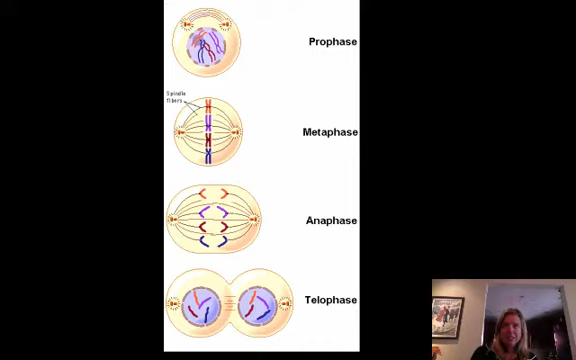 Prophase
Spindle
fibers
Metaphase
Anaphase
Telophase